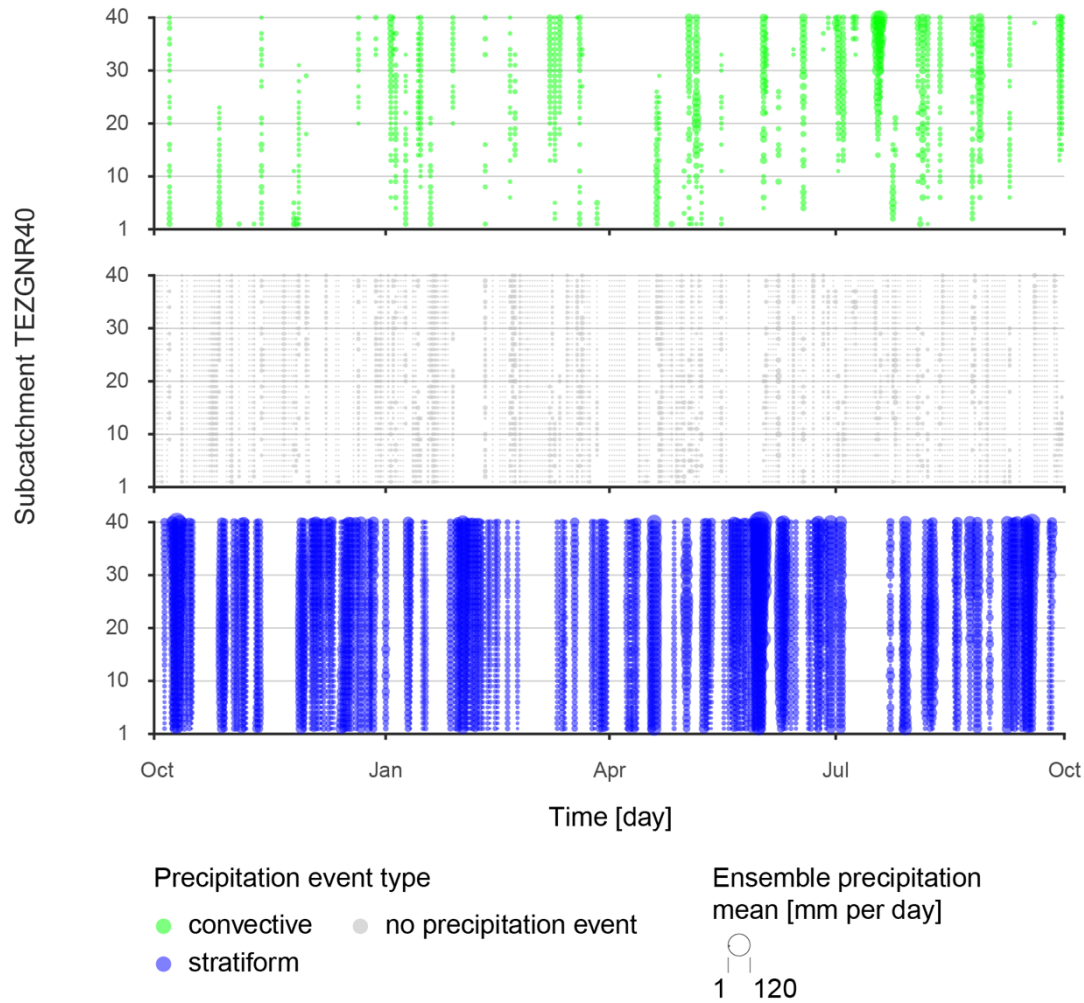 Subcatchment TEZGNR40
40
30
20
10
1
40
30
20
10
1
40
30
20
10
1
Oct Jan Apr Jul Oct
Time [day]
Precipitation event type
convective
no precipitation event
stratiform
Ensemble precipitation
mean [mm per day]
1 120